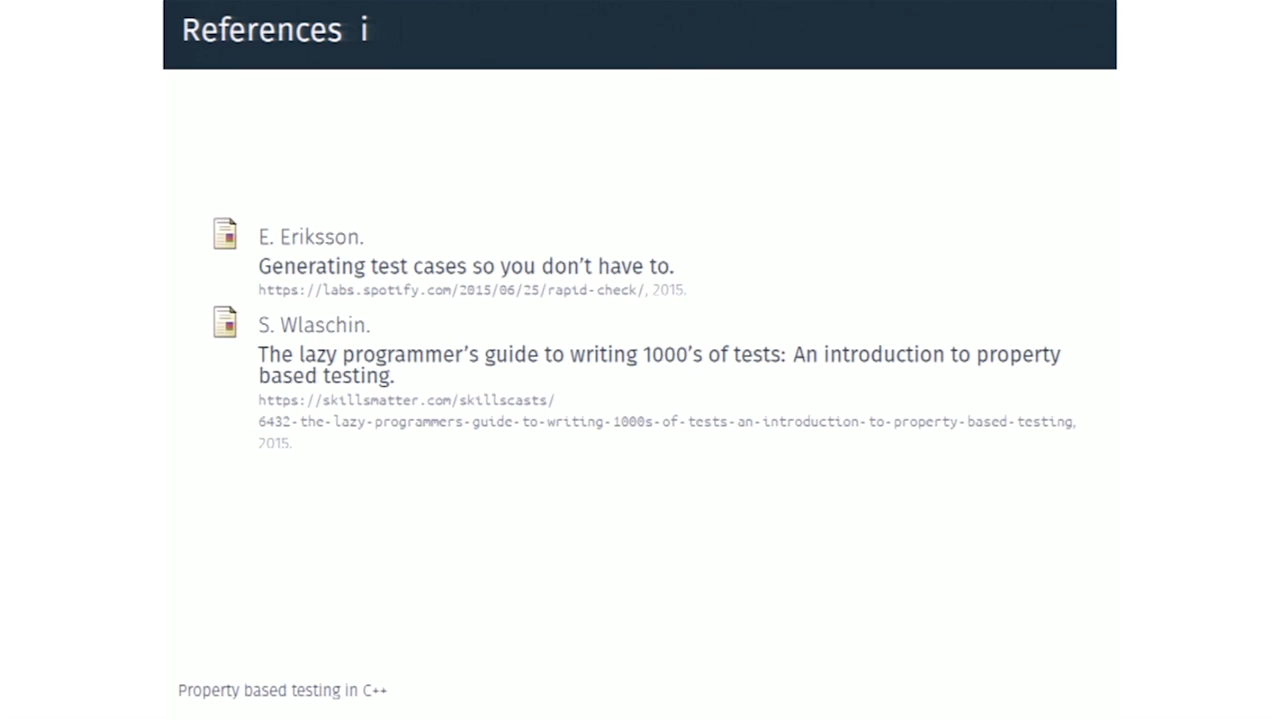 References i
E. Eriksson.
Generating test cases so you don't have to.
https://labs.spotify.com/2015/06/25/rapid-check/, 2015.
S. Wlaschin.
The lazy programmer's guide to writing 1000's of tests: An introduction to property
based testing.
https://skillsmatter.com/skillscasts/
6432-the-lazy-programmers-guide-to-writing-1000s-of-tests-an-introduction-to-property-based-testing,
2015.
Property based testing in C++